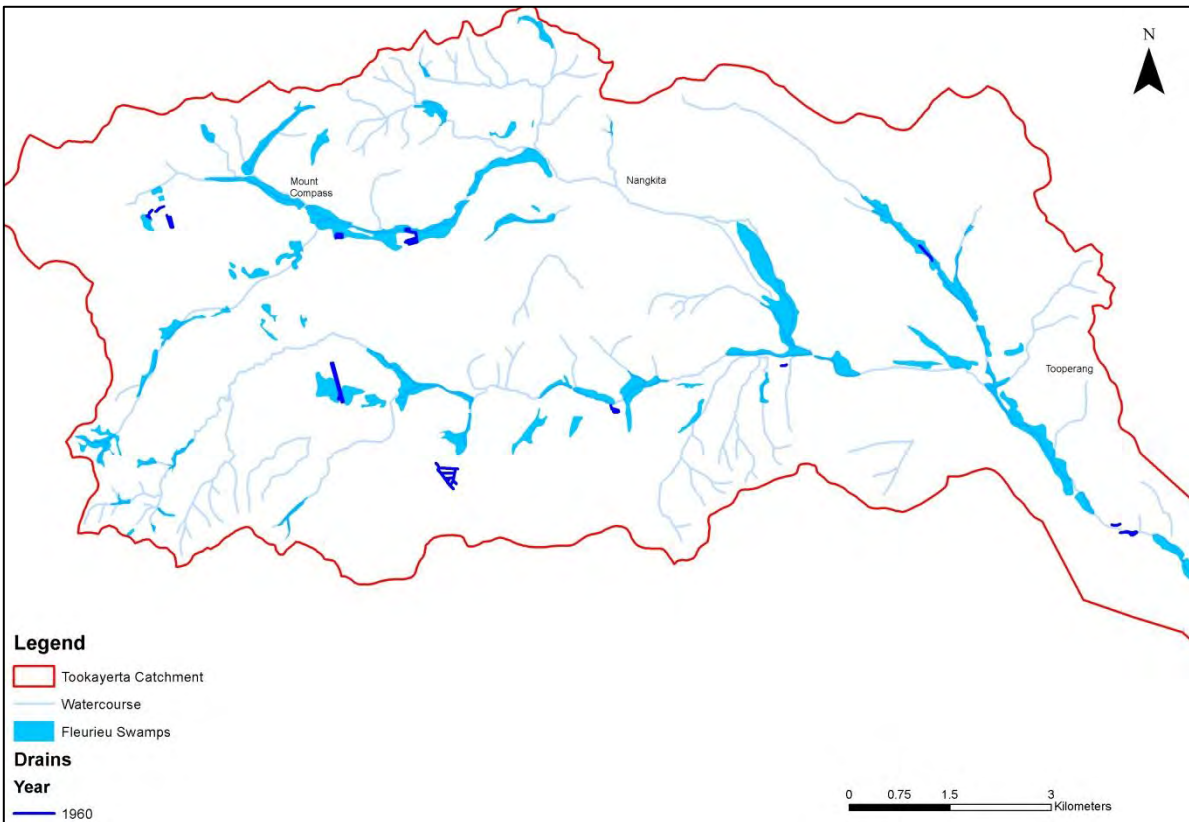 N
Mount
Compass
Nangkita
Tooperang
Legend
Tookayerta Catchment
Watercourse
Fleurieu Swamps
Drains
Year
1960
0 0.75 1.5 3
Kilometers